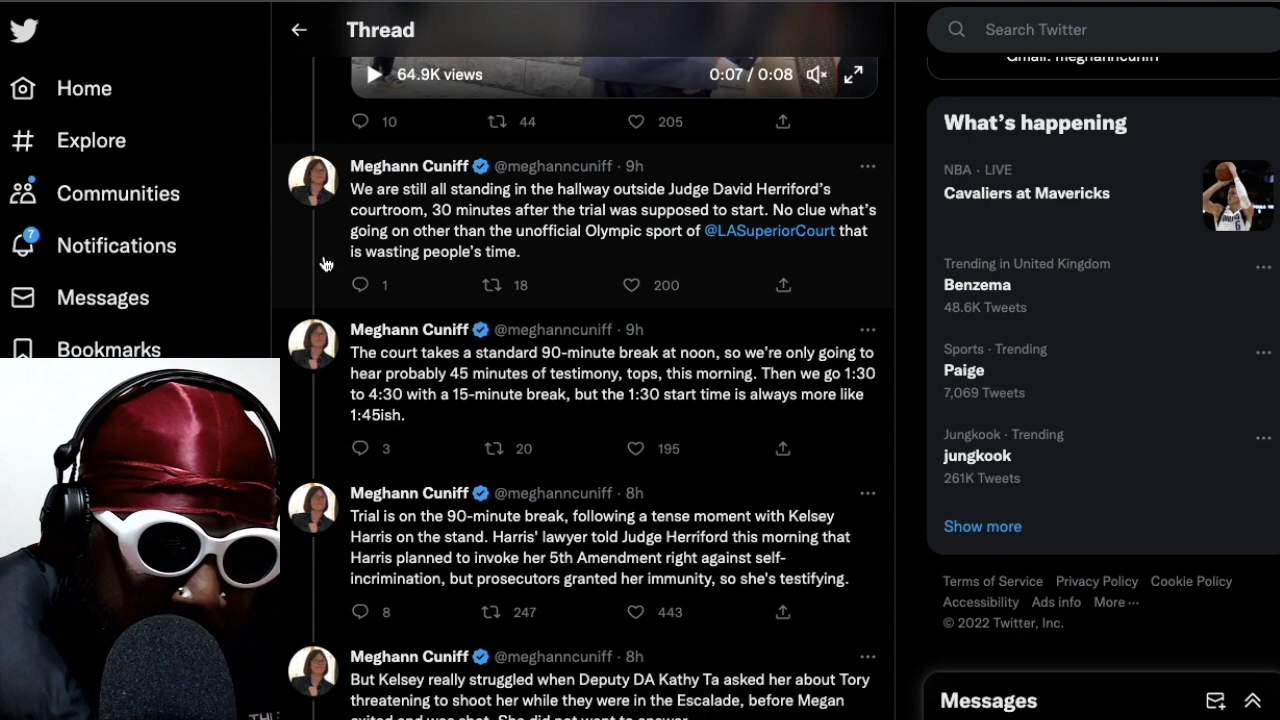 Home
Explore
Communities
7
Notifications
Messages
Bookmarks
Thread
64.9K views
0:07 / 0:08
10 44 205
Meghann Cuniff @meghanncuniff · 9h
We are still all standing in the hallway outside Judge David Herriford's
courtroom, 30 minutes after the trial was supposed to start. No clue what's
going on other than the unofficial Olympic sport of @LASuperiorCourt that
is wasting people's time.
1 18 200
Meghann Cuniff @meghanncuniff · 9h
The court takes a standard 90-minute break at noon, so we're only going to
hear probably 45 minutes of testimony, tops, this morning. Then we go 1:30
to 4:30 with a 15-minute break, but the 1:30 start time is always more like
1:45ish.
3 20 195
Meghann Cuniff @meghanncuniff · 8h
Trial is on the 90-minute break, following a tense moment with Kelsey
Harris on the stand. Harris' lawyer told Judge Herriford this morning that
Harris planned to invoke her 5th Amendment right against self-
incrimination, but prosecutors granted her immunity, so she's testifying.
8 247 443
Meghann Cuniff @meghanncuniff · 8h
But Kelsey really struggled when Deputy DA Kathy Ta asked her about Tory
threatening to shoot her while they were in the Escalade, before Megan
exited and was shot. She did not want to answer.
Search Twitter
Gmail: meghanncuniff
What's happening
NBA · LIVE
Cavaliers at Mavericks
Trending in United Kingdom
Benzema
48.6K Tweets
Sports · Trending
Paige
7,069 Tweets
Jungkook · Trending
jungkook
261K Tweets
Show more
Terms of Service Privacy Policy Cookie Policy
Accessibility Ads info More ···
© 2022 Twitter, Inc.
Messages